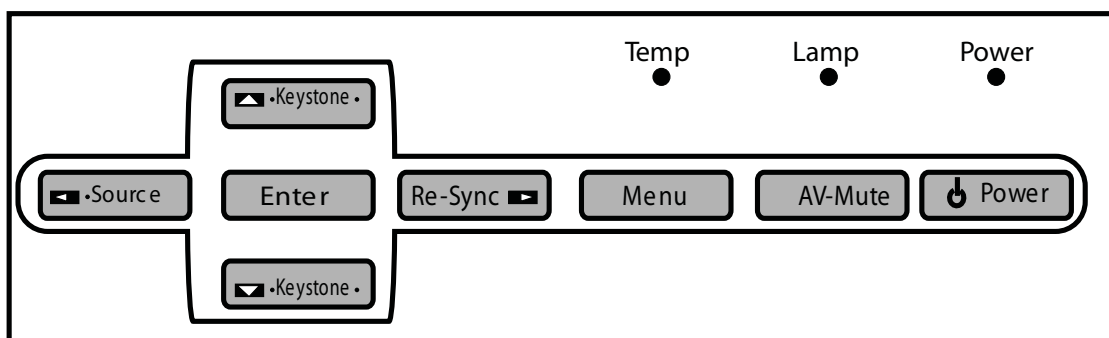 Temp Lamp Power
•Keystone •
•Source Enter Re-Sync Menu AV-Mute Power
•Keystone •